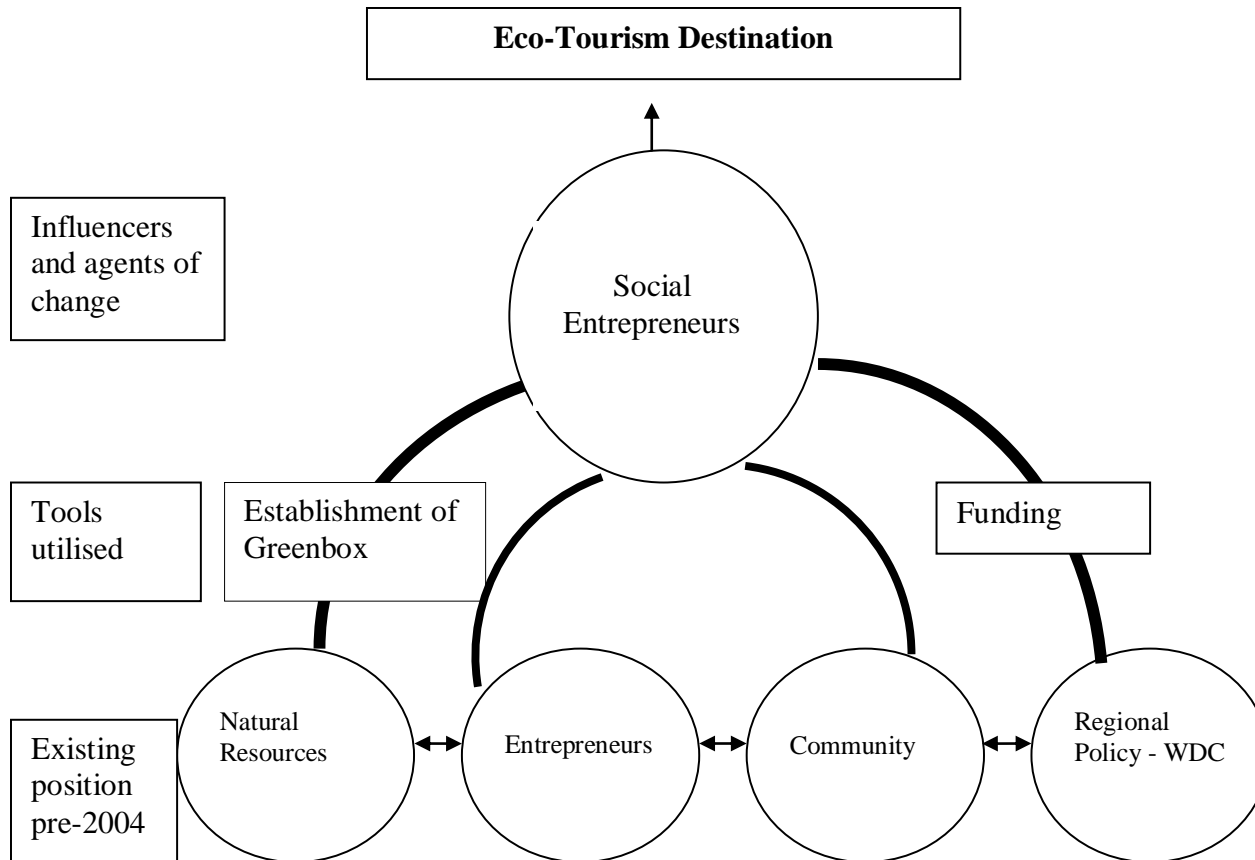 Eco-Tourism Destination
Influencers
and agents of
change
Social
Entrepreneurs
Tools
utilised
Establishment of
Greenbox
Funding
Existing
position
pre-2004
Natural
Resources
Entrepreneurs
Community
Regional
Policy - WDC